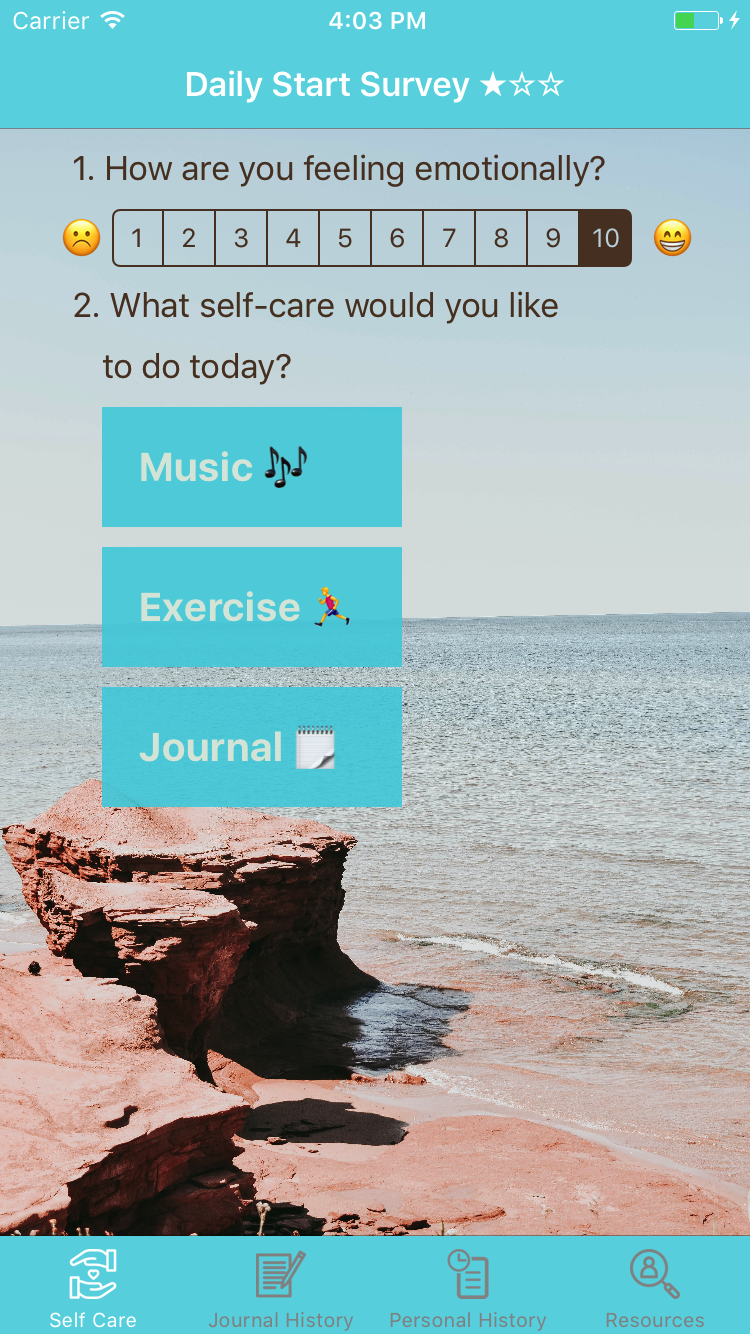 Carrier 4:03 PM
Daily Start Survey ★☆☆
1. How are you feeling emotionally?
☹️ 1 2 3 4 5 6 7 8 9 10 😁
2. What self-care would you like
to do today?
Music 🎶
Exercise 🏃
Journal 🗒️
Self Care Journal History Personal History Resources